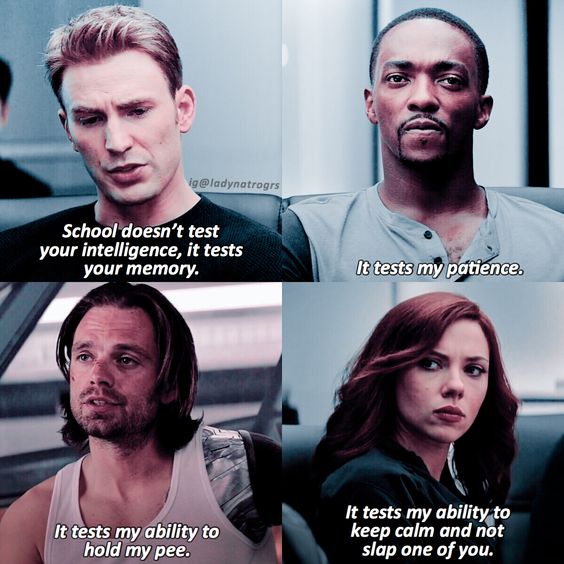 ig@ladynatrogrs
School doesn't test
your intelligence, it tests
your memory.
It tests my patience.
It tests my ability to
hold my pee.
It tests my ability to
keep calm and not
slap one of you.